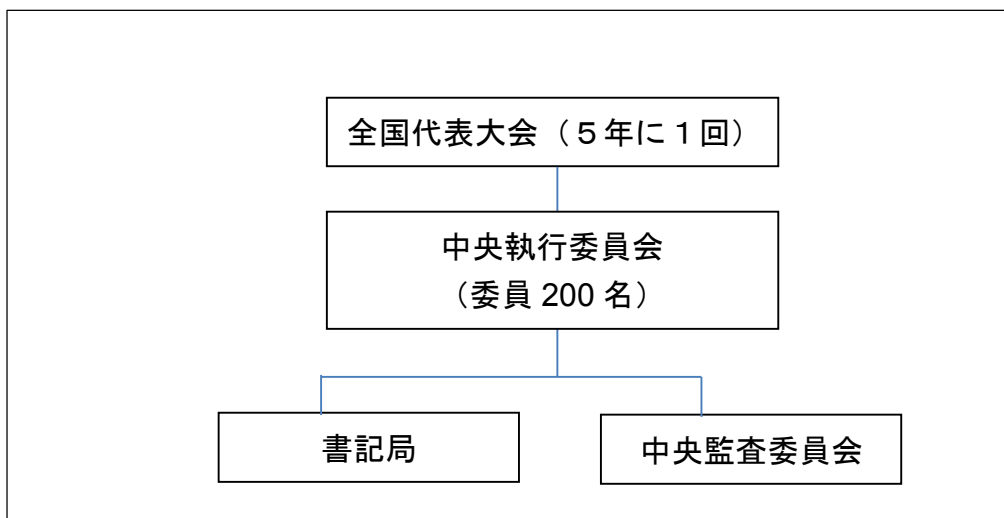 全国代表大会（５年に１回）
中央執行委員会
（委員 200 名）
書記局
中央監査委員会